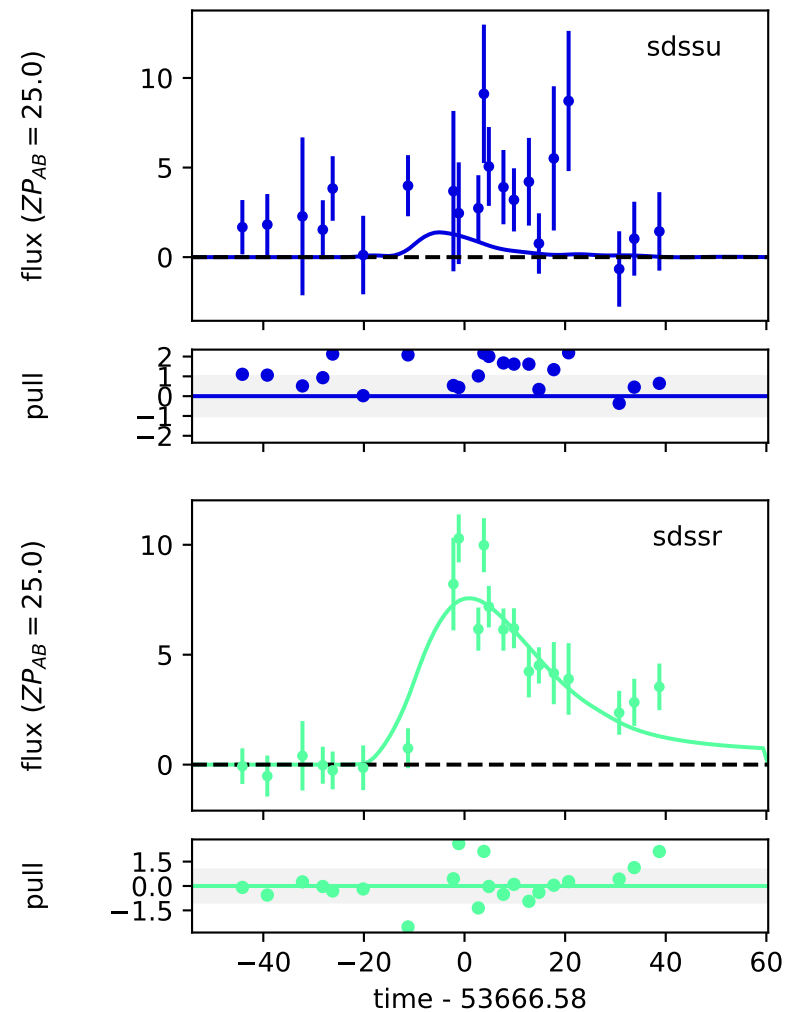 sdssu
flux (ZP_AB = 25.0)
10
5
0
pull
2
1
0
−1
−2
sdssr
flux (ZP_AB = 25.0)
10
5
0
pull
1.5
0.0
−1.5
−40 −20 0 20 40 60
time - 53666.58